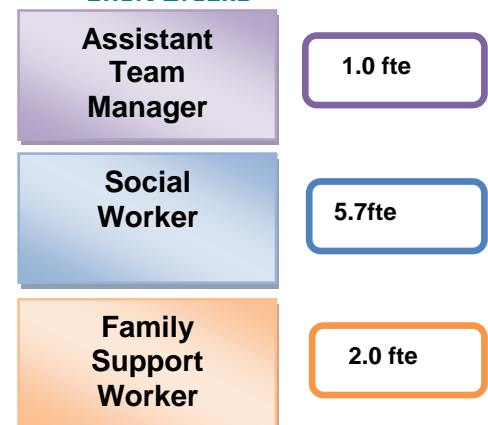 Assistant
Team
Manager
1.0 fte
Social
Worker
5.7fte
Family
Support
Worker
2.0 fte